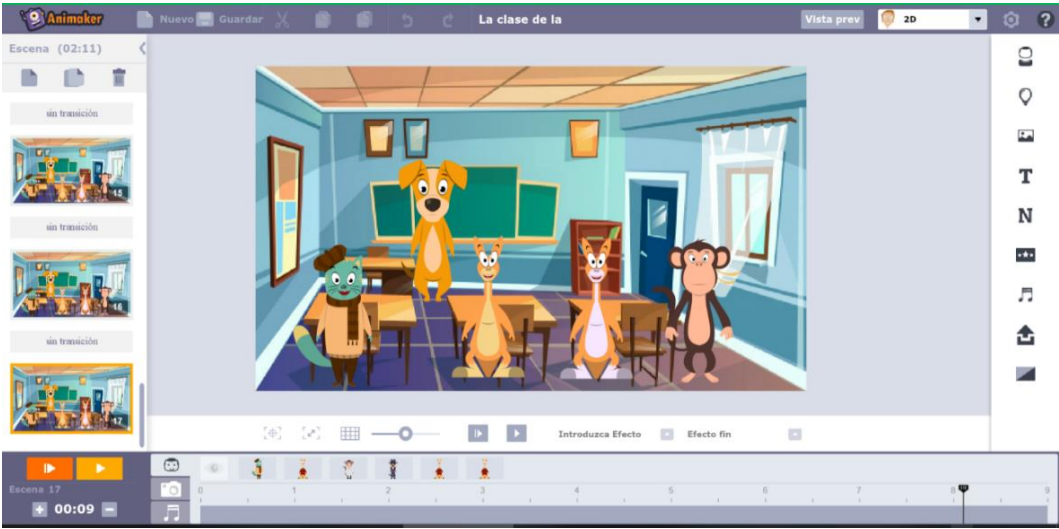 Animaker
Nuevo Guardar
La clase de la
Vista prev
2D
?
Escena (02:11)
sin transición
15
sin transición
16
sin transición
17
T
N
Introduzca Efecto
Efecto fin
Escena 17
00:09
0 1 2 3 4 5 6 7 8 9